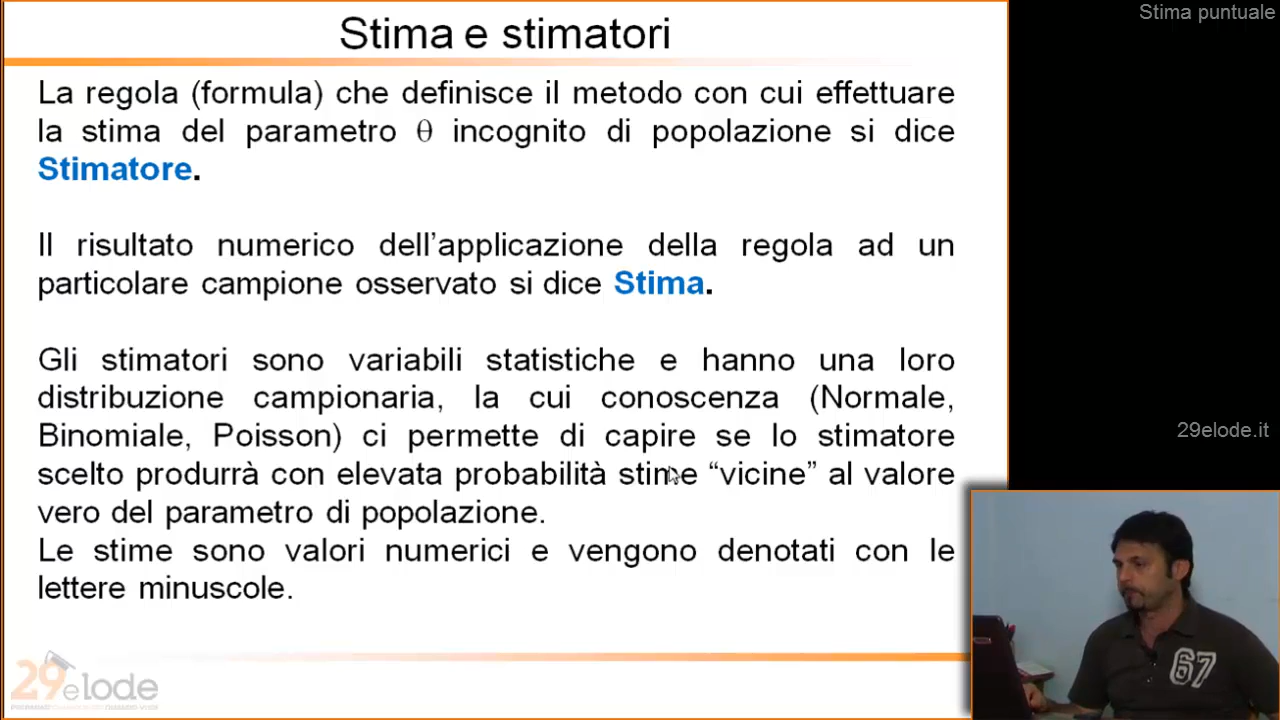 Stima e stimatori
Stima puntuale
La regola (formula) che definisce il metodo con cui effettuare
la stima del parametro θ incognito di popolazione si dice
Stimatore.
Il risultato numerico dell’applicazione della regola ad un
particolare campione osservato si dice Stima.
Gli stimatori sono variabili statistiche e hanno una loro
distribuzione campionaria, la cui conoscenza (Normale,
Binomiale, Poisson) ci permette di capire se lo stimatore
scelto produrrà con elevata probabilità stime “vicine” al valore
vero del parametro di popolazione.
Le stime sono valori numerici e vengono denotati con le
lettere minuscole.
29elode.it
29elode
67